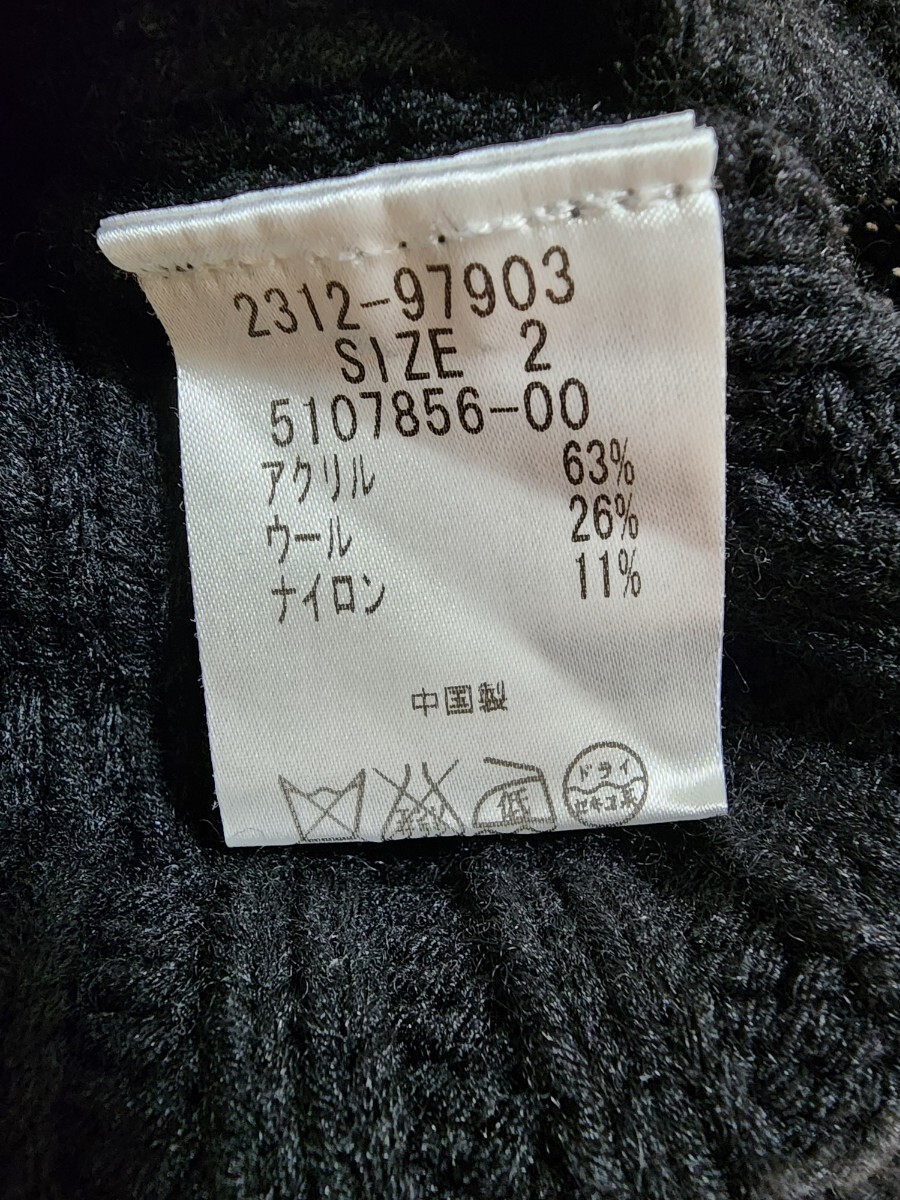 2312-97903
SIZE 2
5107856-00
アクリル 63%
ウール 26%
ナイロン 11%
中国製
低
ドライ
セキユ系